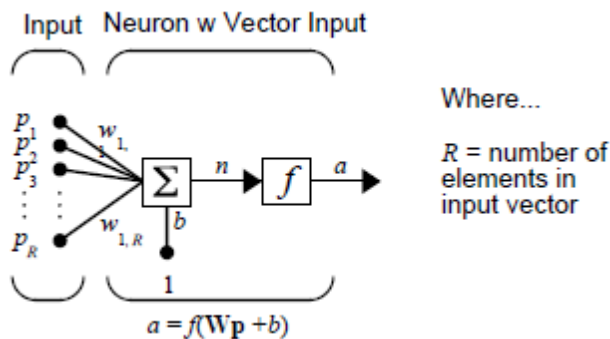 Input Neuron w Vector Input
Where...
R = number of
elements in
input vector
p1
p2
p3
pR
w1, 1
w1, R
Σ
n
f
a
b
1
a = f(Wp +b)